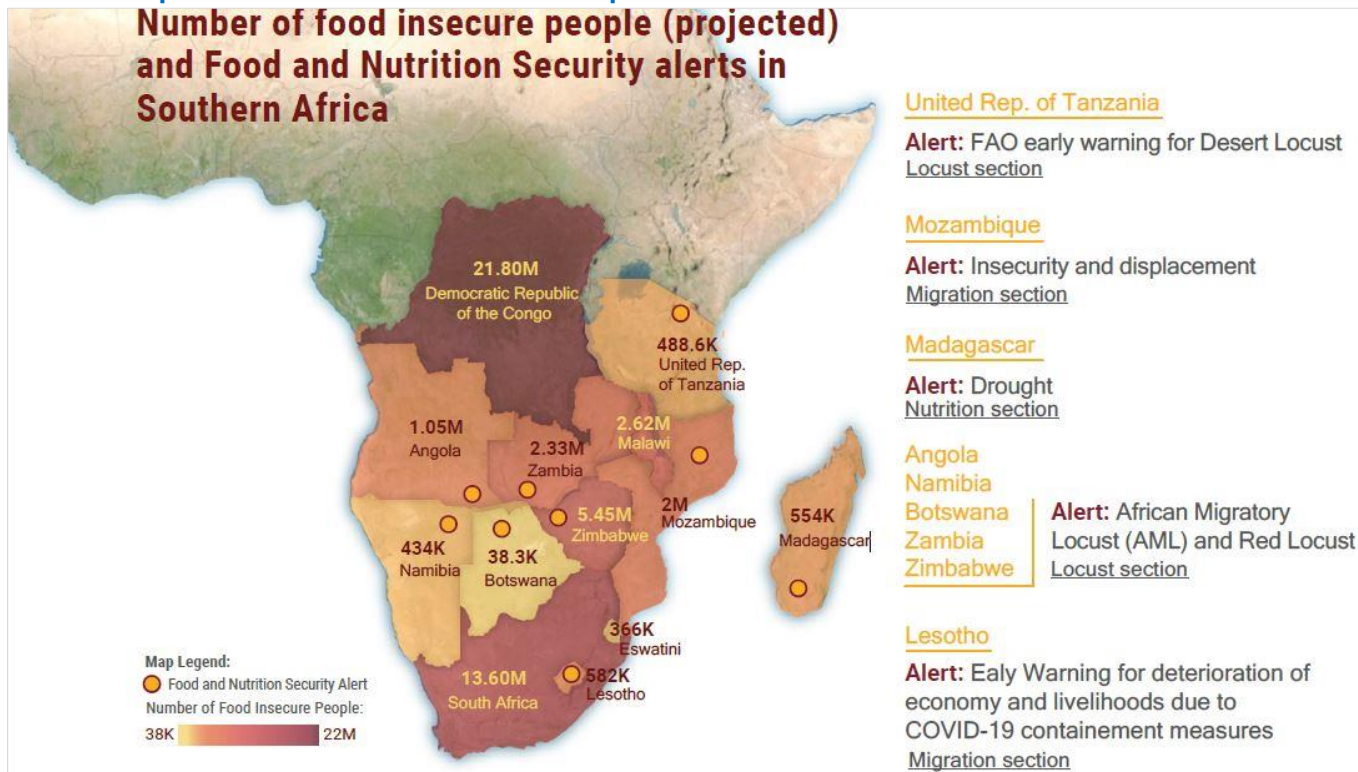 Number of food insecure people (projected)
and Food and Nutrition Security alerts in
Southern Africa
21.80M
Democratic Republic
of the Congo
488.6K
United Rep.
of Tanzania
1.05M
Angola
2.33M
Zambia
2.62M
Malawi
2M
Mozambique
5.45M
Zimbabwe
554K
Madagascar
434K
Namibia
38.3K
Botswana
366K
Eswatini
13.60M
South Africa
582K
Lesotho
Map Legend:
Food and Nutrition Security Alert
Number of Food Insecure People:
38K 22M
United Rep. of Tanzania
Alert: FAO early warning for Desert Locust
Locust section
Mozambique
Alert: Insecurity and displacement
Migration section
Madagascar
Alert: Drought
Nutrition section
Angola
Namibia
Botswana
Zambia
Zimbabwe
Alert: African Migratory
Locust (AML) and Red Locust
Locust section
Lesotho
Alert: Ealy Warning for deterioration of
economy and livelihoods due to
COVID-19 containement measures
Migration section